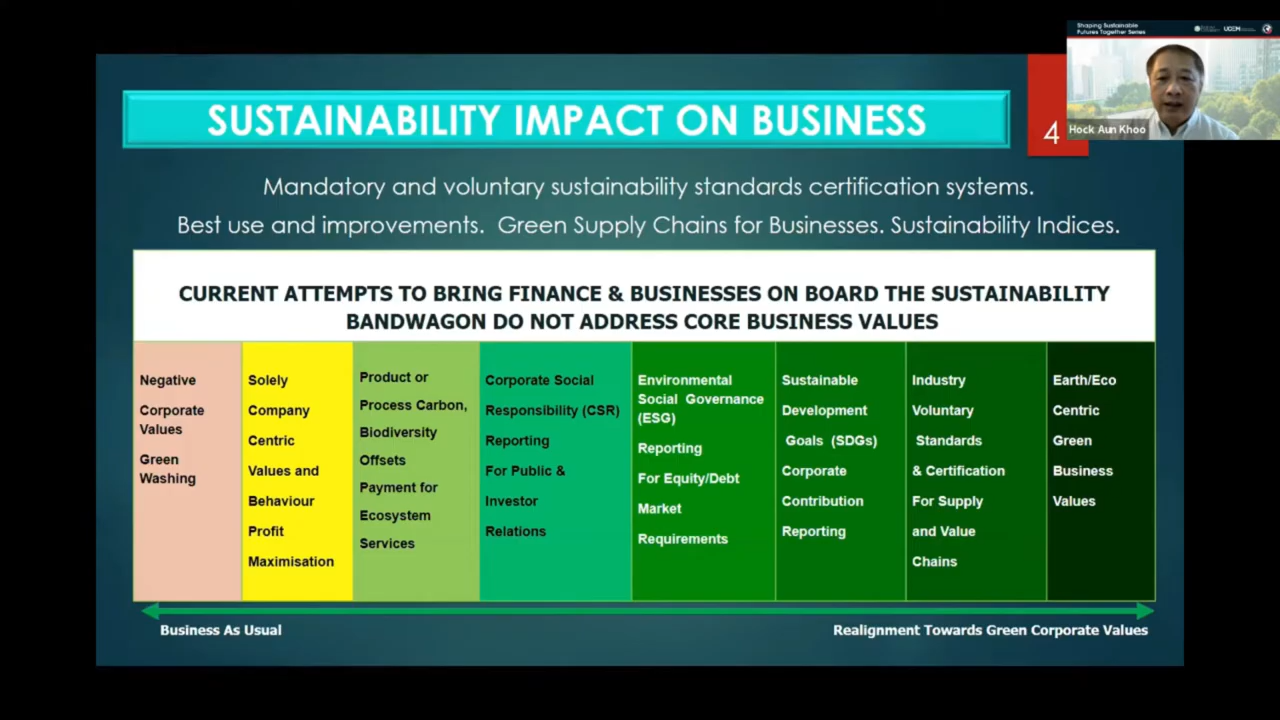 Shaping Sustainable
Futures Together Series
UCEM
Hock Aun Khoo
4
SUSTAINABILITY IMPACT ON BUSINESS
Mandatory and voluntary sustainability standards certification systems.
Best use and improvements. Green Supply Chains for Businesses. Sustainability Indices.
CURRENT ATTEMPTS TO BRING FINANCE & BUSINESSES ON BOARD THE SUSTAINABILITY
BANDWAGON DO NOT ADDRESS CORE BUSINESS VALUES
Negative
Corporate
Values
Green
Washing
Solely
Company
Centric
Values and
Behaviour
Profit
Maximisation
Product or
Process Carbon,
Biodiversity
Offsets
Payment for
Ecosystem
Services
Corporate Social
Responsibility (CSR)
Reporting
For Public &
Investor
Relations
Environmental
Social Governance
(ESG)
Reporting
For Equity/Debt
Market
Requirements
Sustainable
Development
Goals (SDGs)
Corporate
Contribution
Reporting
Industry
Voluntary
Standards
& Certification
For Supply
and Value
Chains
Earth/Eco
Centric
Green
Business
Values
Business As Usual
Realignment Towards Green Corporate Values